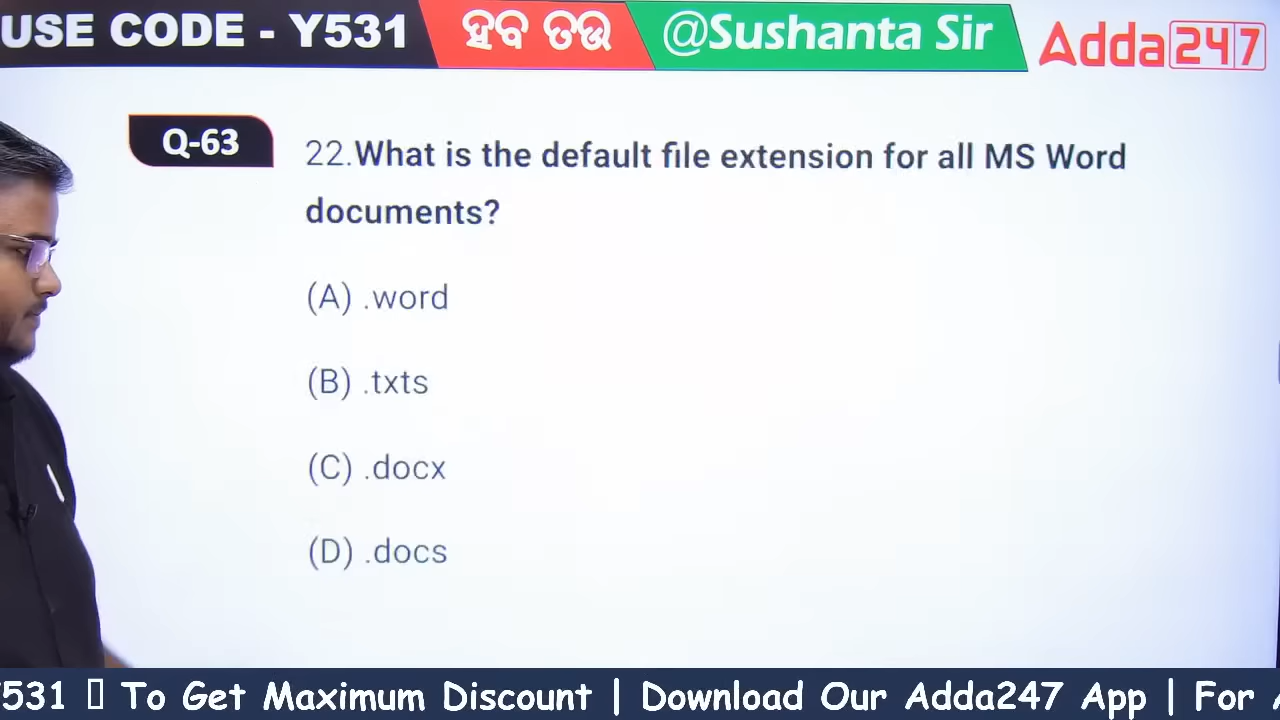 USE CODE - Y531 ହବ ତଉ @Sushanta Sir Adda247
Q-63
22.What is the default file extension for all MS Word
documents?
(A) .word
(B) .txts
(C) .docx
(D) .docs
531 ▯ To Get Maximum Discount | Download Our Adda247 App | For